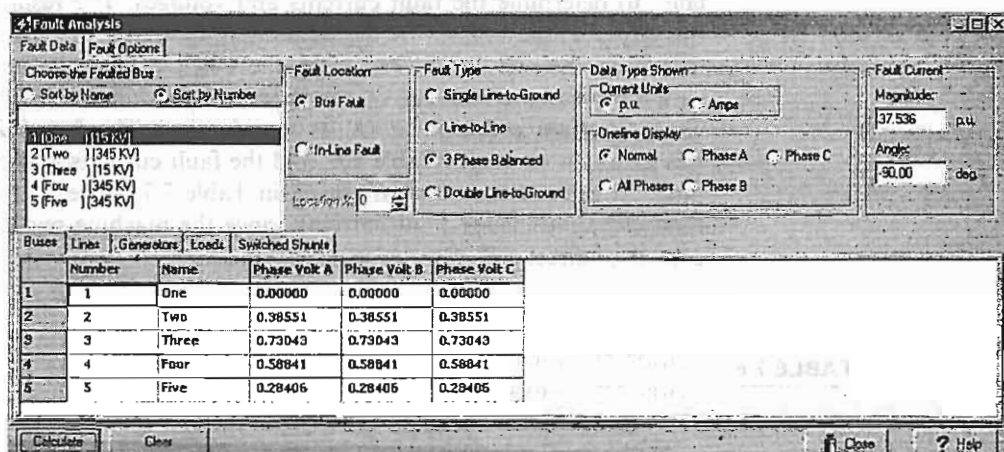 Fault Analysis
Fault Data Fault Options
Choose the Faulted Bus
Sort by Name Sort by Number
1 (One ) [15 KV]
2 (Two ) [345 KV]
3 (Three ) [15 KV]
4 (Four ) [345 KV]
5 (Five ) [345 KV]
Fault Location
Bus Fault
In-Line Fault
Location %: 0
Fault Type
Single Line-to-Ground
Line-to-Line
3 Phase Balanced
Double Line-to-Ground
Data Type Shown
Current Units
p.u. Amps
Oneline Display
Normal Phase A Phase C
All Phases Phase B
Fault Current
Magnitude:
37.536 p.u.
Angle:
-90.00 deg.
Buses Lines Generators Loads Switched Shunts
Number Name Phase Volt A Phase Volt B Phase Volt C
1 1 One 0.00000 0.00000 0.00000
2 2 Two 0.38551 0.38551 0.38551
3 3 Three 0.73043 0.73043 0.73043
4 4 Four 0.58841 0.58841 0.58841
5 5 Five 0.28406 0.28406 0.28406
Calculate Clear Close ? Help